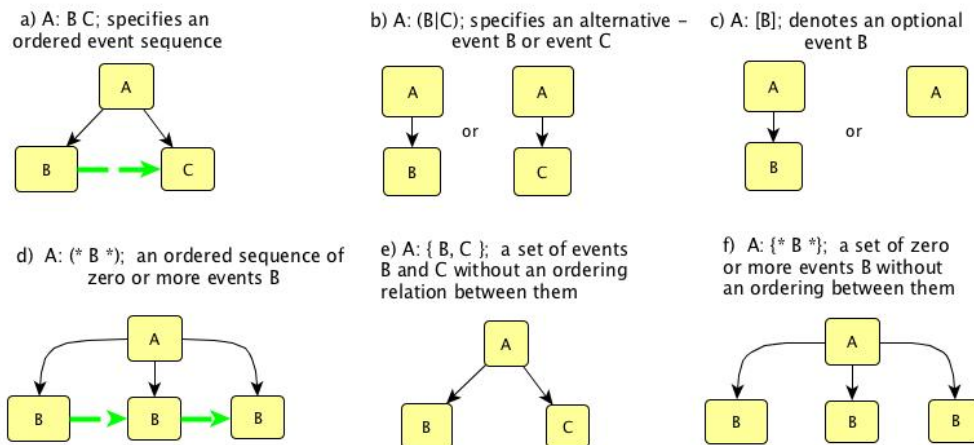 a) A: B C; specifies an
ordered event sequence
A
B
C
b) A: (B|C); specifies an alternative –
event B or event C
A
A
or
B
C
c) A: [B]; denotes an optional
event B
A
A
or
B
d) A: (* B *); an ordered sequence of
zero or more events B
A
B
B
B
e) A: { B, C }; a set of events
B and C without an ordering
relation between them
A
B
C
f) A: {* B *}; a set of zero
or more events B without
an ordering between them
A
B
B
B